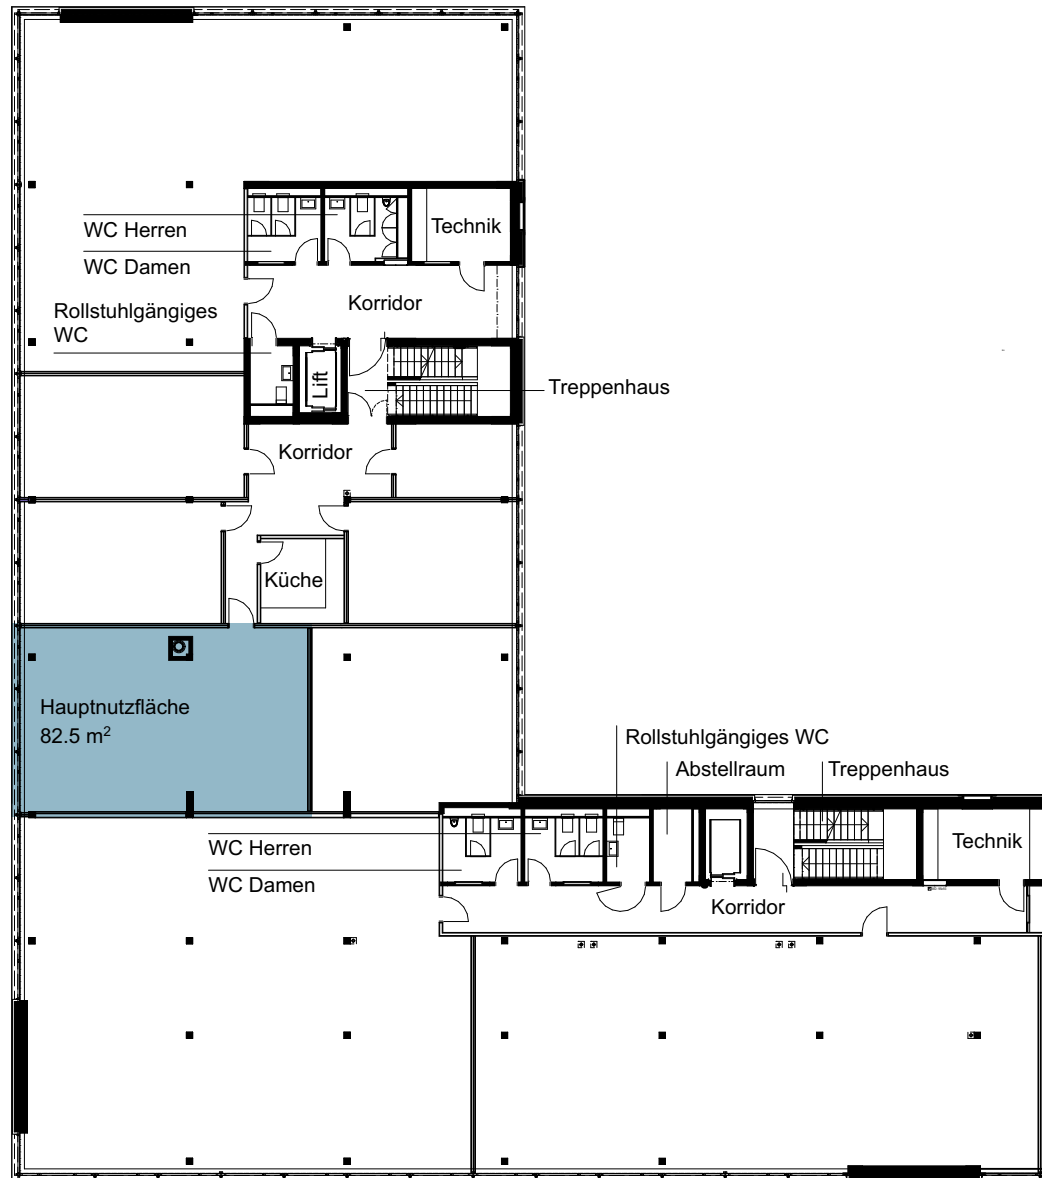 WC Herren
Technik
WC Damen
Korridor
Rollstuhlgängiges
WC
Lift
Treppenhaus
Korridor
Küche
Hauptnutzfläche
82.5 m²
Rollstuhlgängiges WC
Abstellraum
Treppenhaus
WC Herren
Technik
WC Damen
Korridor